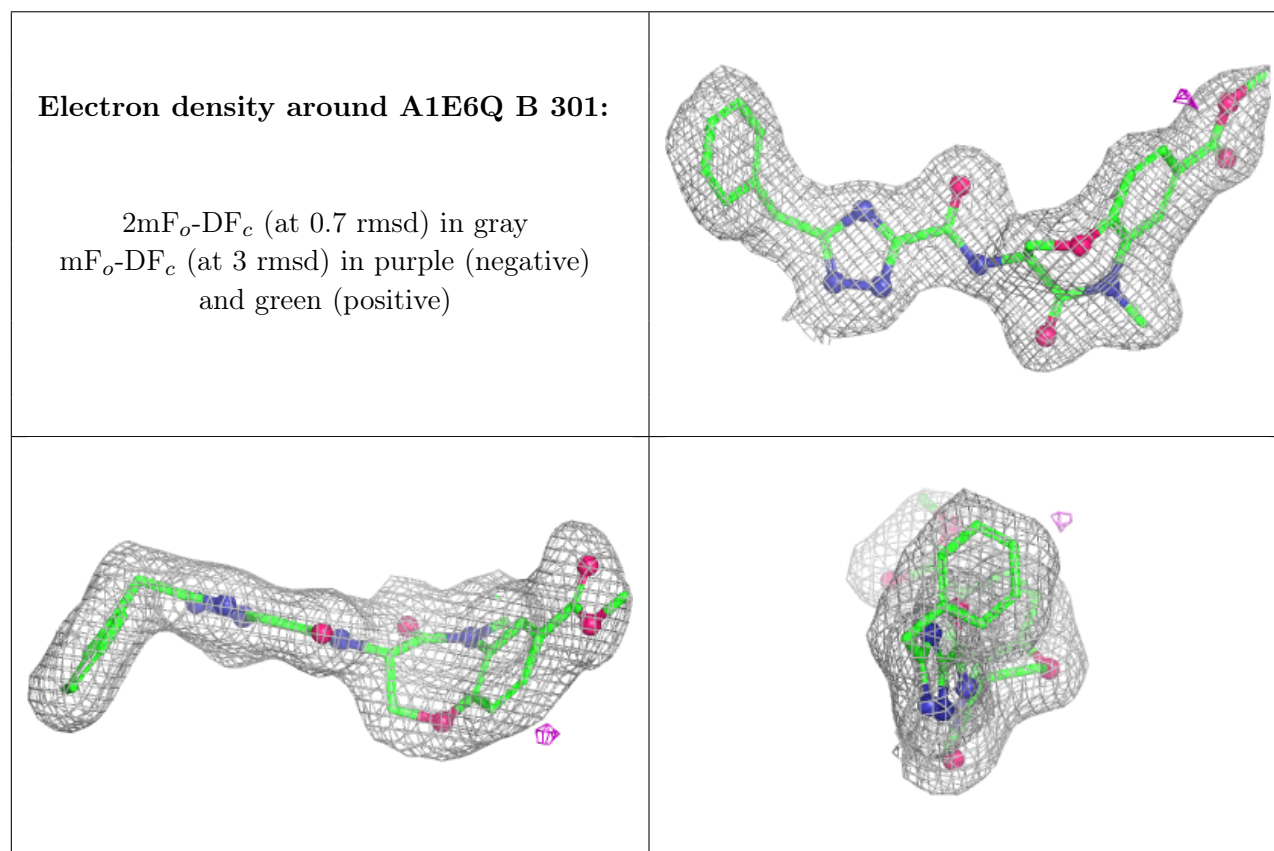 Electron density around A1E6Q B 301:
2mFo-DFc (at 0.7 rmsd) in gray
mFo-DFc (at 3 rmsd) in purple (negative)
and green (positive)